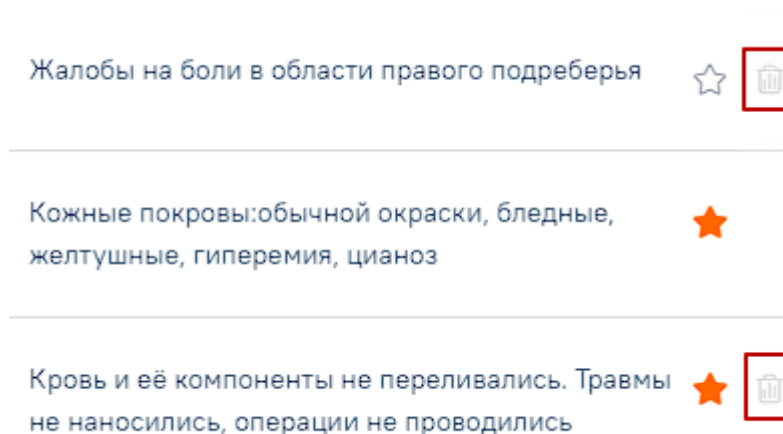 Жалобы на боли в области правого подреберья
Кожные покровы:обычной окраски, бледные,
желтушные, гиперемия, цианоз
Кровь и её компоненты не переливались. Травмы
не наносились, операции не проводились